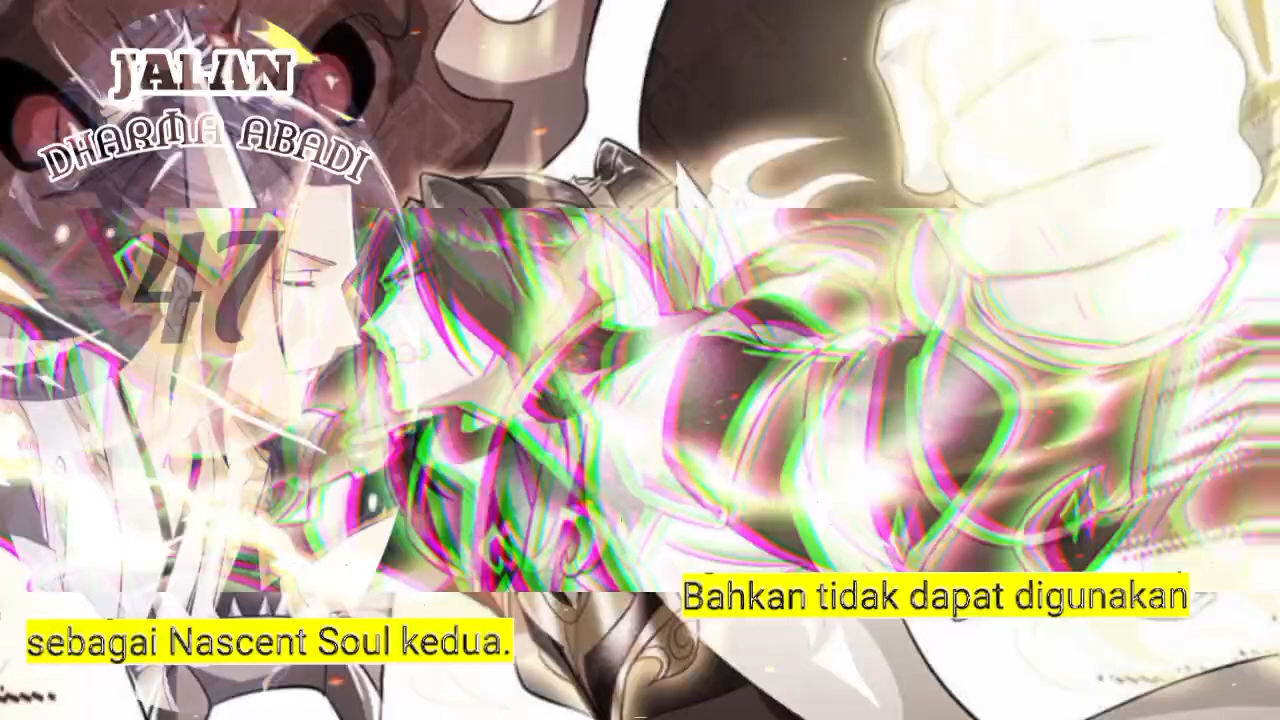 JALAN
DHARMA ABADI
47
Bahkan tidak dapat digunakan
sebagai Nascent Soul kedua.